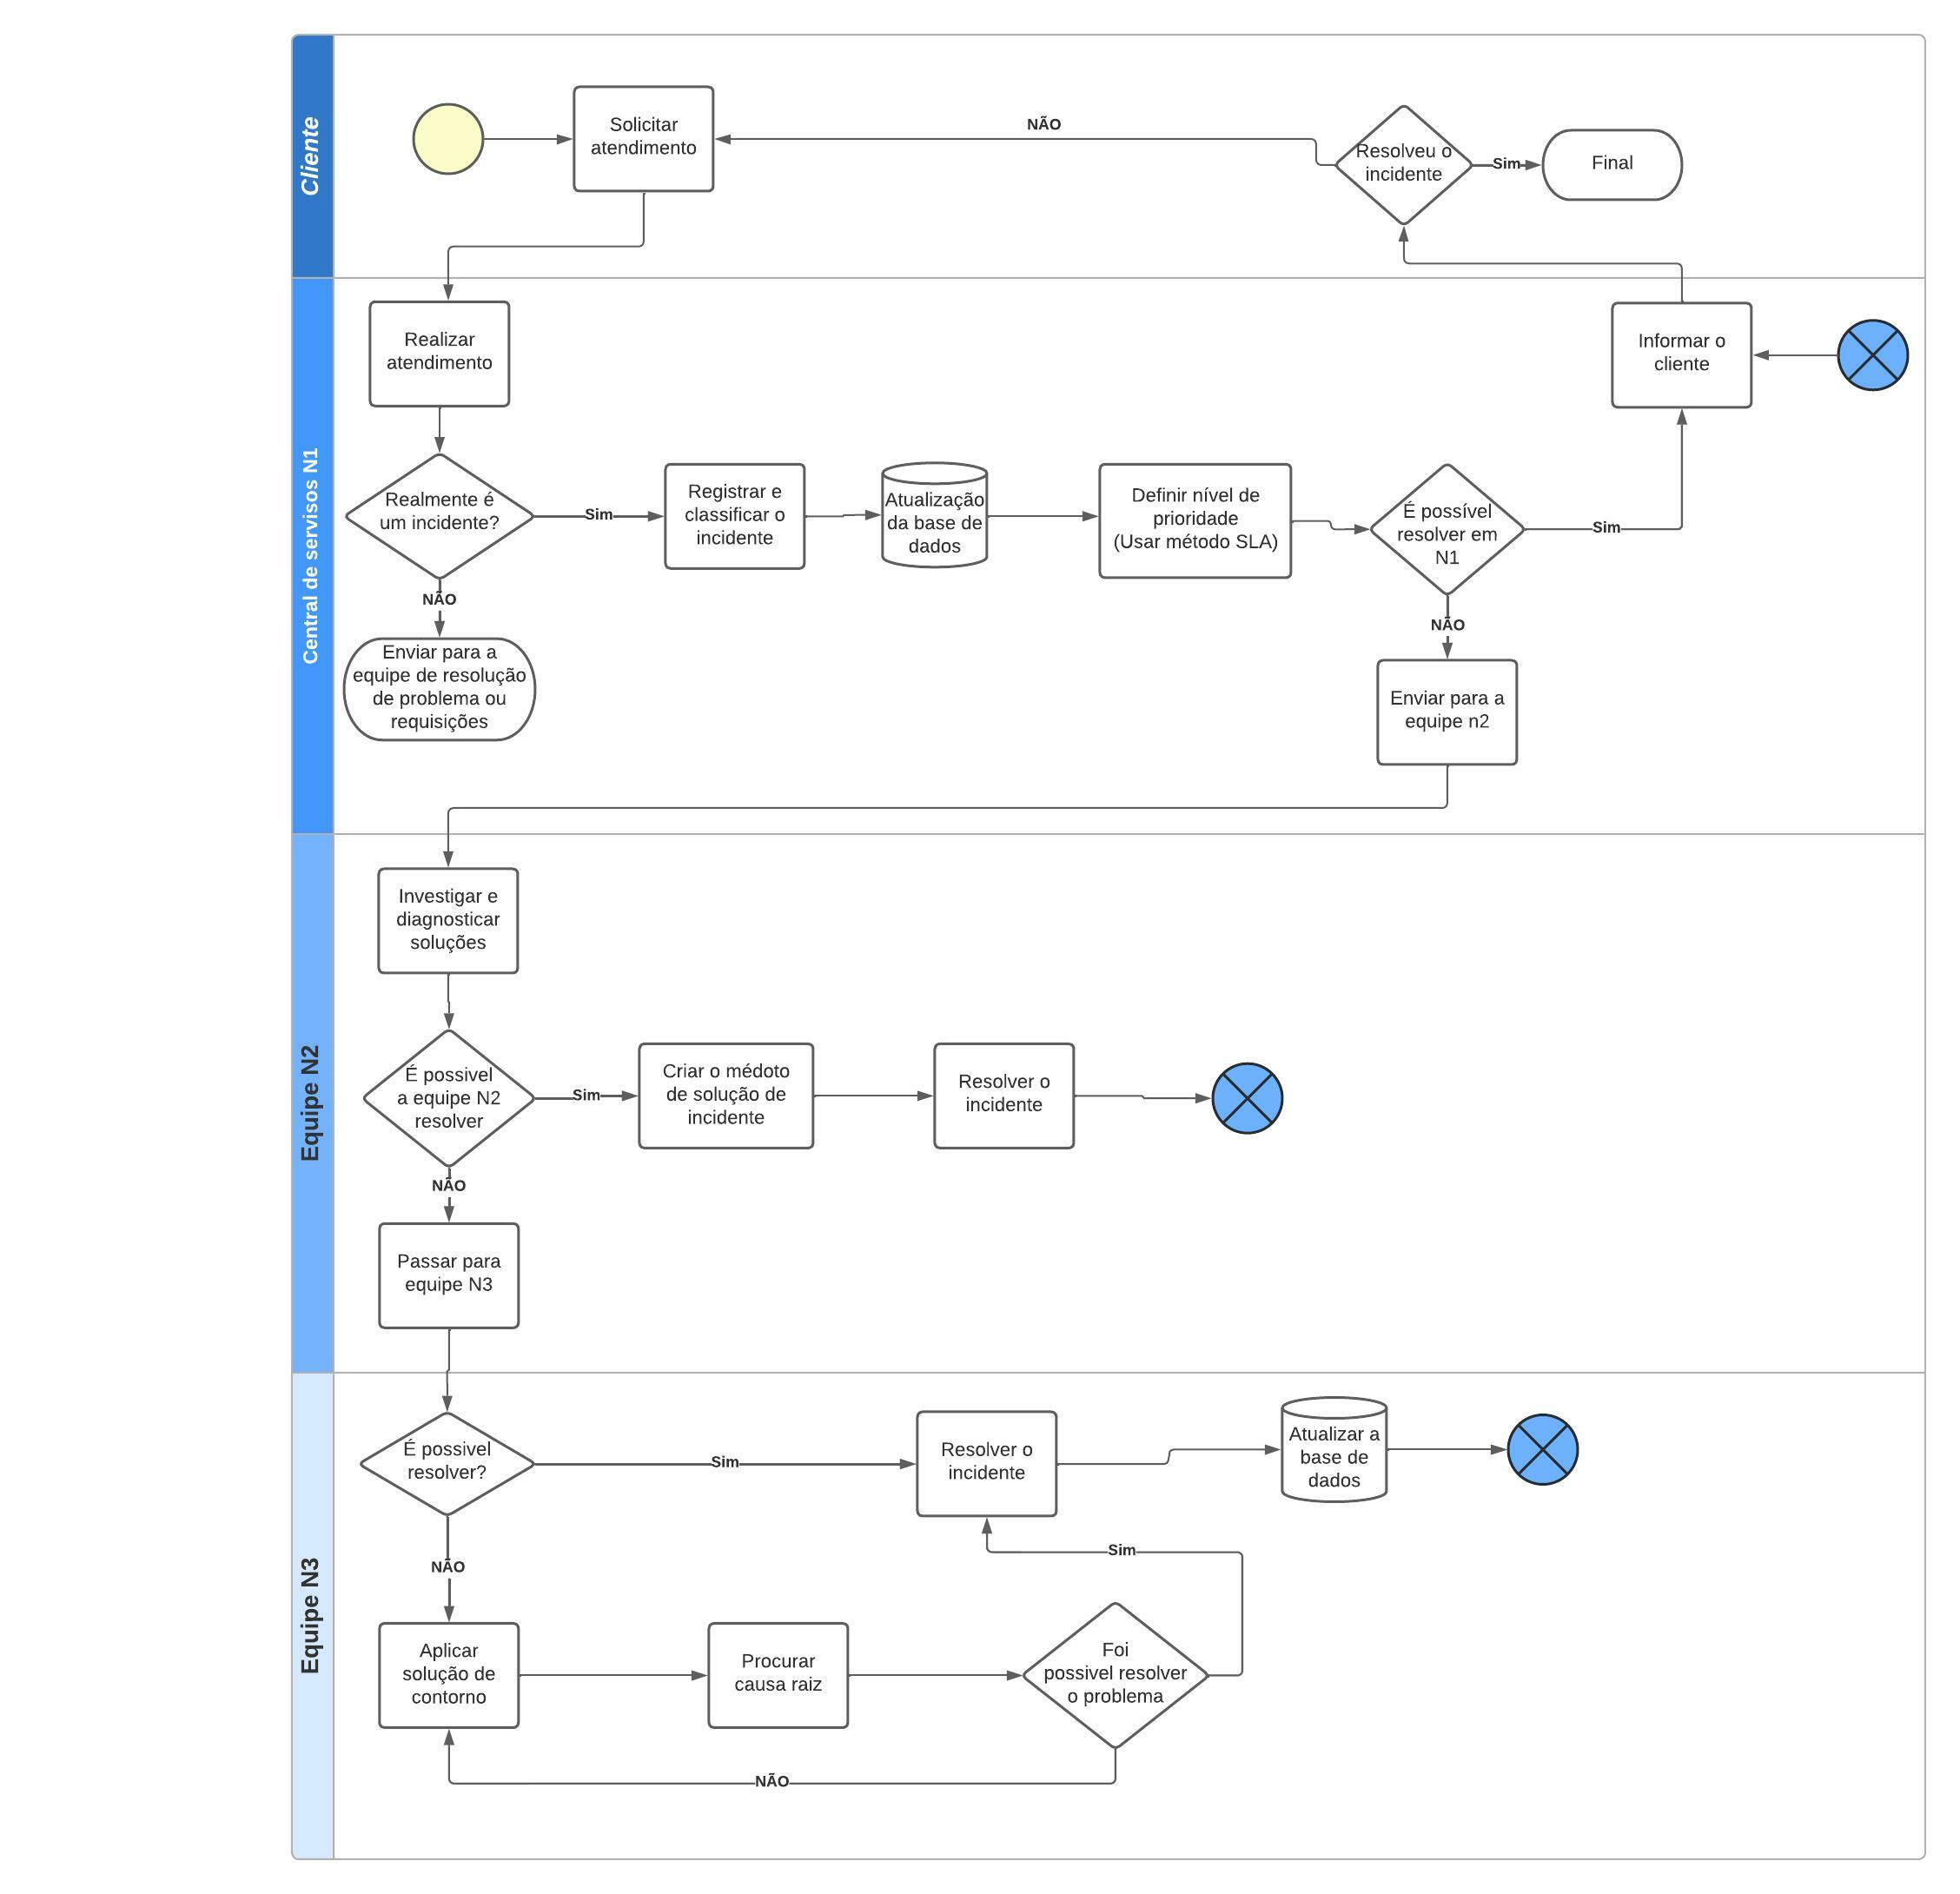 Cliente
Solicitar
atendimento
NÃO
Resolveu o
incidente
Sim
Final
Central de servisos N1
Realizar
atendimento
Informar o
cliente
Realmente é
um incidente?
Sim
Registrar e
classificar o
incidente
Atualização
da base de
dados
Definir nível de
prioridade
(Usar método SLA)
É possível
resolver em
N1
Sim
NÃO
Enviar para a
equipe de resolução
de problema ou
requisições
NÃO
Enviar para a
equipe n2
Equipe N2
Investigar e
diagnosticar
soluções
É possivel
a equipe N2
resolver
Sim
Criar o médoto
de solução de
incidente
Resolver o
incidente
NÃO
Passar para
equipe N3
Equipe N3
É possivel
resolver?
Sim
Resolver o
incidente
Atualizar a
base de
dados
NÃO
Sim
Aplicar
solução de
contorno
Procurar
causa raiz
Foi
possivel resolver
o problema
NÃO